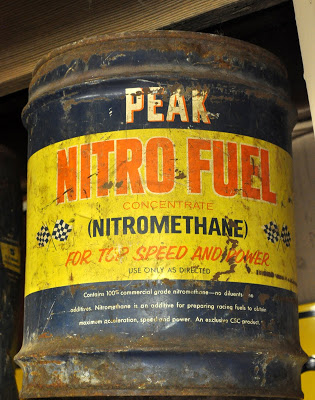 PEAK
NITRO FUEL
CONCENTRATE
(NITROMETHANE)
FOR TOP SPEED AND POWER
USE ONLY AS DIRECTED
Contains 100% commercial grade nitromethane—no diluents no
additives. Nitromethane is an additive for preparing racing fuels to obtain
maximum acceleration, speed and power. An exclusive CSC product.